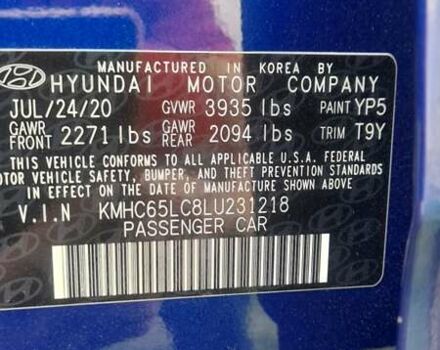 MANUFACTURED IN KOREA BY
HYUNDAI MOTOR COMPANY
JUL/24/20 GVWR 3935 lbs PAINT YP5
GAWR FRONT 2271 lbs GAWR REAR 2094 lbs TRIM T9Y
THIS VEHICLE CONFORMS TO ALL APPLICABLE U.S.A. FEDERAL
MOTOR VEHICLE SAFETY, BUMPER, AND THEFT PREVENTION
STANDARDS IN EFFECT ON THE DATE OF MANUFACTURE SHOWN ABOVE.
V.I.N KMHC65LC8LU231218
PASSENGER CAR